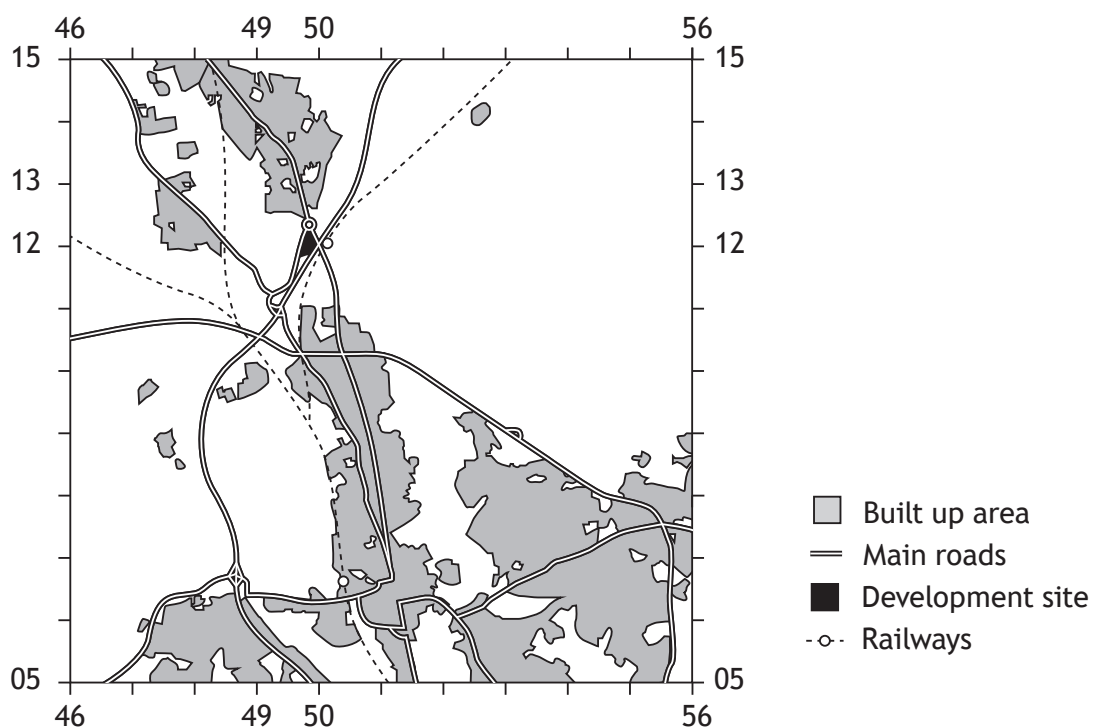 46 49 50 56
15 15
13 13
12 12
Built up area
Main roads
Development site
Railways
05 05
46 49 50 56